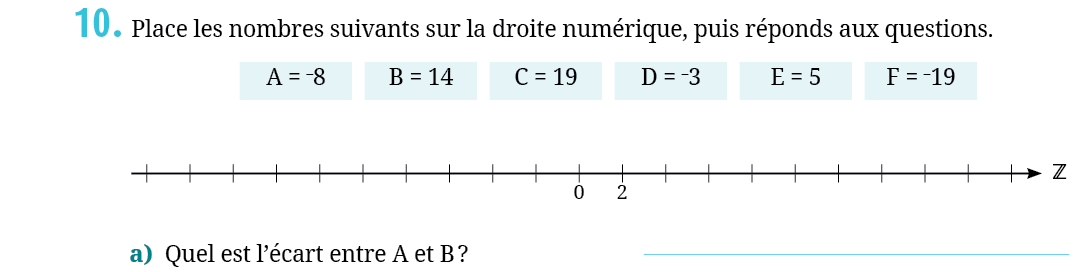 10. Place les nombres suivants sur la droite numérique, puis réponds aux questions.
A = ⁻8 B = 14 C = 19 D = ⁻3 E = 5 F = ⁻19
ℤ
0 2
a) Quel est l’écart entre A et B ?